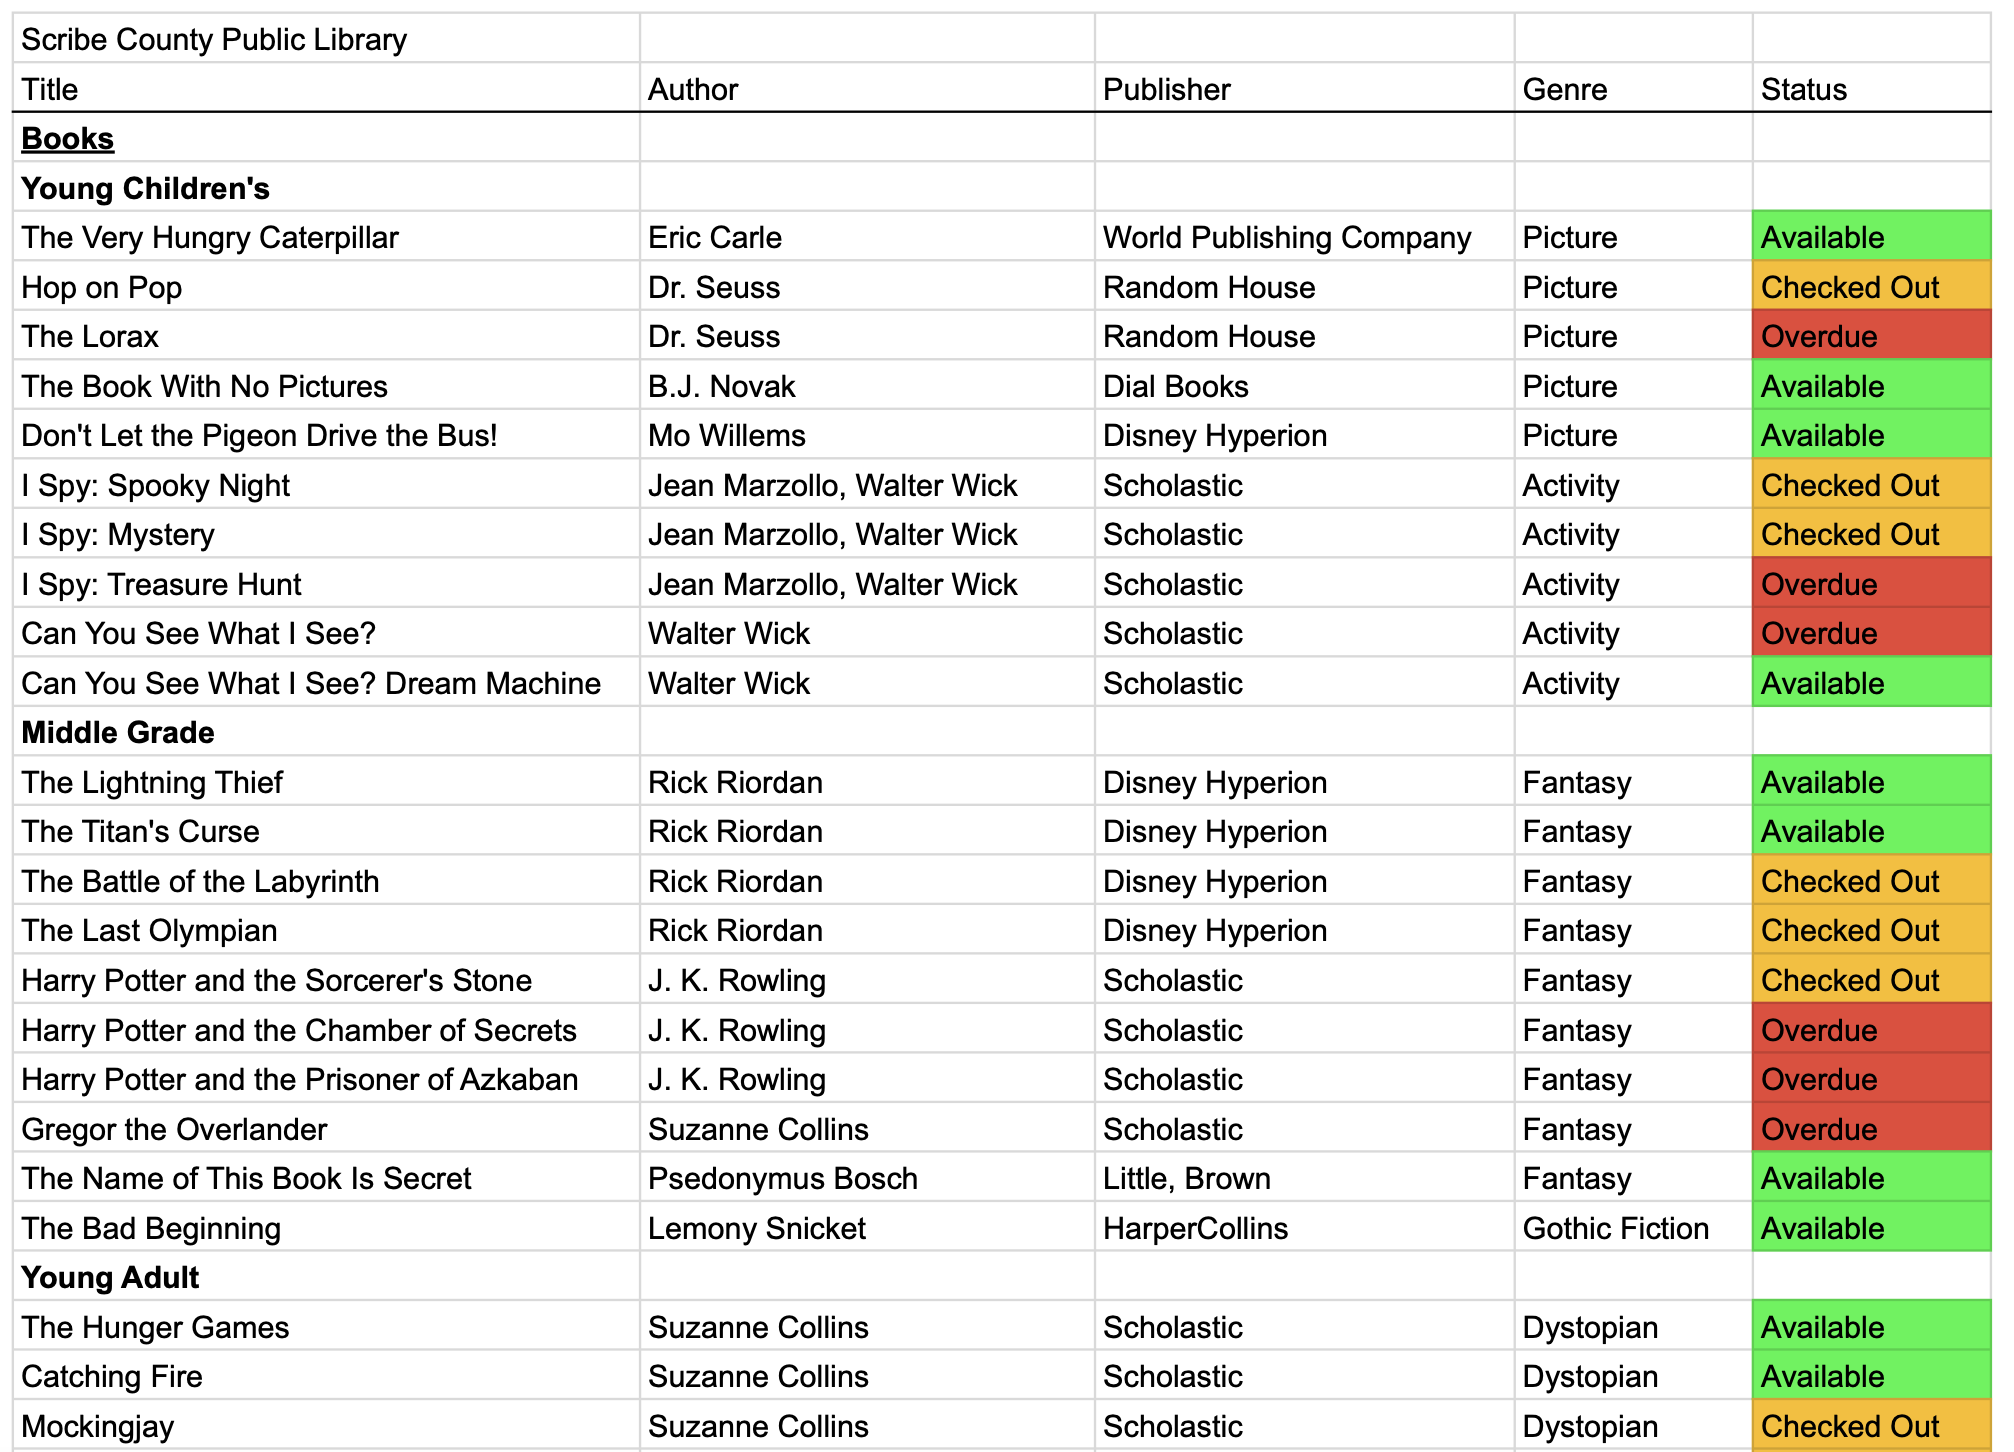 Scribe County Public Library
Title Author Publisher Genre Status
Books
Young Children's
The Very Hungry Caterpillar Eric Carle World Publishing Company Picture Available
Hop on Pop Dr. Seuss Random House Picture Checked Out
The Lorax Dr. Seuss Random House Picture Overdue
The Book With No Pictures B.J. Novak Dial Books Picture Available
Don't Let the Pigeon Drive the Bus! Mo Willems Disney Hyperion Picture Available
I Spy: Spooky Night Jean Marzollo, Walter Wick Scholastic Activity Checked Out
I Spy: Mystery Jean Marzollo, Walter Wick Scholastic Activity Checked Out
I Spy: Treasure Hunt Jean Marzollo, Walter Wick Scholastic Activity Overdue
Can You See What I See? Walter Wick Scholastic Activity Overdue
Can You See What I See? Dream Machine Walter Wick Scholastic Activity Available
Middle Grade
The Lightning Thief Rick Riordan Disney Hyperion Fantasy Available
The Titan's Curse Rick Riordan Disney Hyperion Fantasy Available
The Battle of the Labyrinth Rick Riordan Disney Hyperion Fantasy Checked Out
The Last Olympian Rick Riordan Disney Hyperion Fantasy Checked Out
Harry Potter and the Sorcerer's Stone J. K. Rowling Scholastic Fantasy Checked Out
Harry Potter and the Chamber of Secrets J. K. Rowling Scholastic Fantasy Overdue
Harry Potter and the Prisoner of Azkaban J. K. Rowling Scholastic Fantasy Overdue
Gregor the Overlander Suzanne Collins Scholastic Fantasy Overdue
The Name of This Book Is Secret Psedonymus Bosch Little, Brown Fantasy Available
The Bad Beginning Lemony Snicket HarperCollins Gothic Fiction Available
Young Adult
The Hunger Games Suzanne Collins Scholastic Dystopian Available
Catching Fire Suzanne Collins Scholastic Dystopian Available
Mockingjay Suzanne Collins Scholastic Dystopian Checked Out